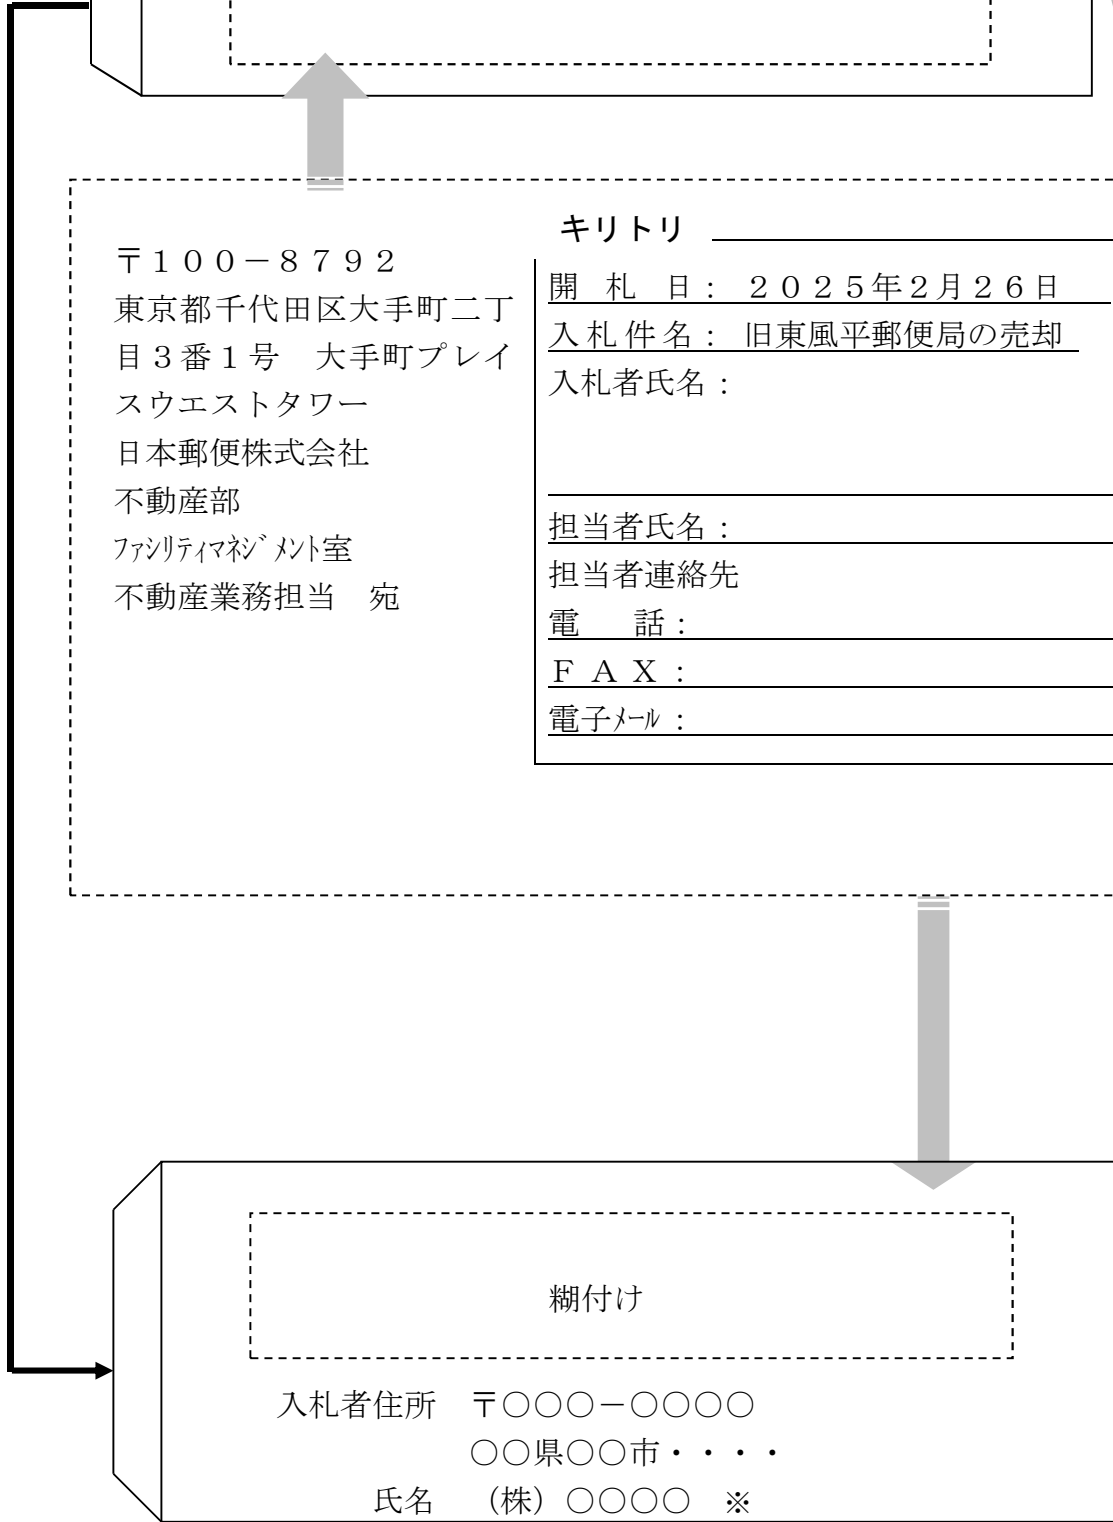 キリトリ
〒１００－８７９２
東京都千代田区大手町二丁
目３番１号　大手町プレイ
スウエストタワー
日本郵便株式会社
不動産部
ﾌｧｼﾘﾃｨﾏﾈｼﾞﾒﾝﾄ室
不動産業務担当　宛
開　札　日：　２０２５年２月２６日
入札件名：　旧東風平郵便局の売却
入札者氏名：
担当者氏名：
担当者連絡先
電　　話：
ＦＡＸ：
電子ﾒｰﾙ：
糊付け
入札者住所　〒○○○－○○○○
○○県○○市・・・・
氏名　（株）○○○○　※